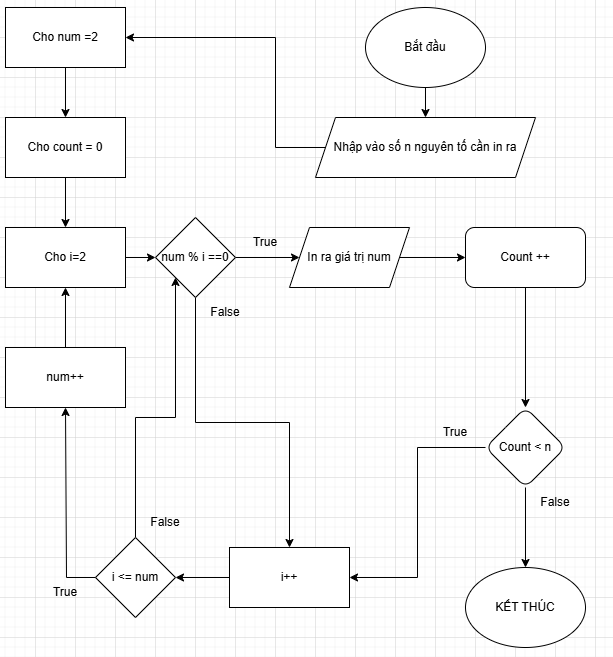 Bắt đầu
Nhập vào số n nguyên tố cần in ra
Cho num =2
Cho count = 0
Cho i=2
num % i ==0
True
In ra giá trị num
Count ++
False
num++
Count < n
True
False
False
i <= num
True
i++
KẾT THÚC